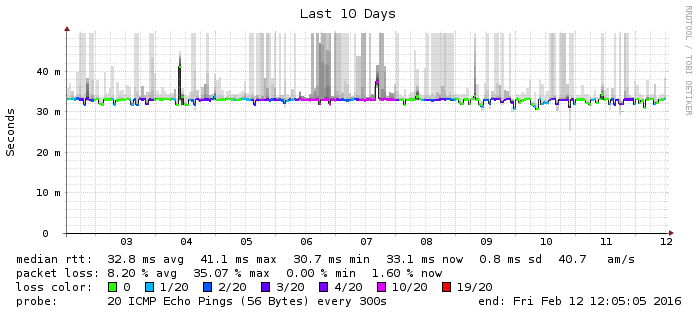 Last 10 Days
RRDTOOL / TOBI OETIKER
Seconds
40 m
30 m
20 m
10 m
0
03 04 05 06 07 08 09 10 11 12
median rtt: 32.8 ms avg 41.1 ms max 30.7 ms min 33.1 ms now 0.8 ms sd 40.7 am/s
packet loss: 8.20 % avg 35.07 % max 0.00 % min 1.60 % now
loss color: 0 1/20 2/20 3/20 4/20 10/20 19/20
probe: 20 ICMP Echo Pings (56 Bytes) every 300s end: Fri Feb 12 12:05:05 2016